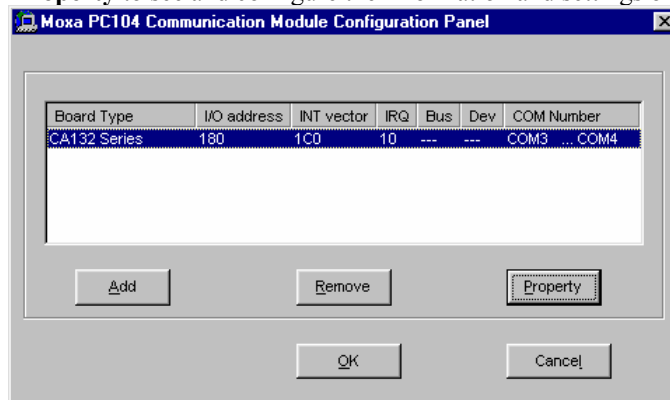 Moxa PC104 Communication Module Configuration Panel
Board Type I/O address INT vector IRQ Bus Dev COM Number
CA132 Series 180 1C0 10 --- --- COM3 ... COM4
Add Remove Property
OK Cancel